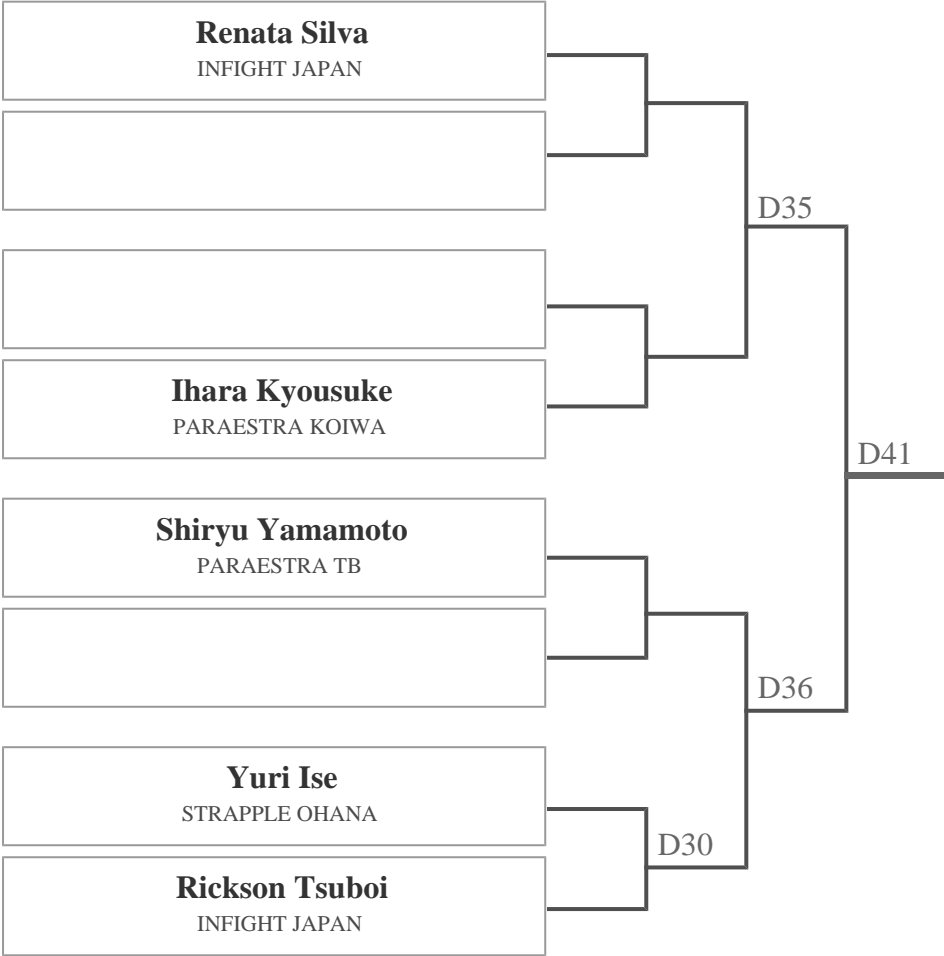 Renata Silva
INFIGHT JAPAN
D35
Ihara Kyousuke
PARAESTRA KOIWA
D41
Shiryu Yamamoto
PARAESTRA TB
D36
Yuri Ise
STRAPPLE OHANA
D30
Rickson Tsuboi
INFIGHT JAPAN